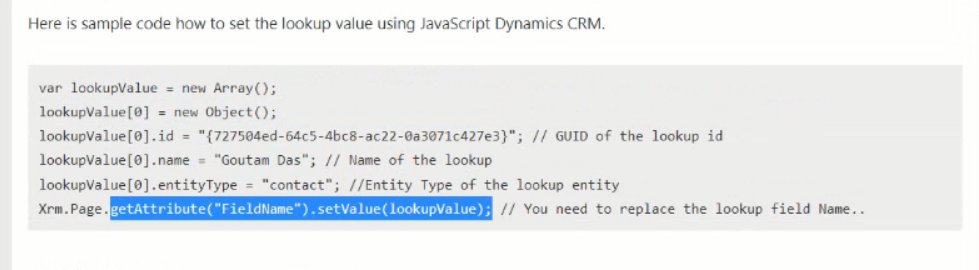 Here is sample code how to set the lookup value using JavaScript Dynamics CRM.
var lookupValue = new Array();
lookupValue[0] = new Object();
lookupValue[0].id = "{727504ed-64c5-4bc8-ac22-0a3071c427e3}"; // GUID of the lookup id
lookupValue[0].name = "Goutam Das"; // Name of the lookup
lookupValue[0].entityType = "contact"; //Entity Type of the lookup entity
Xrm.Page.getAttribute("FieldName").setValue(lookupValue); // You need to replace the lookup field Name..